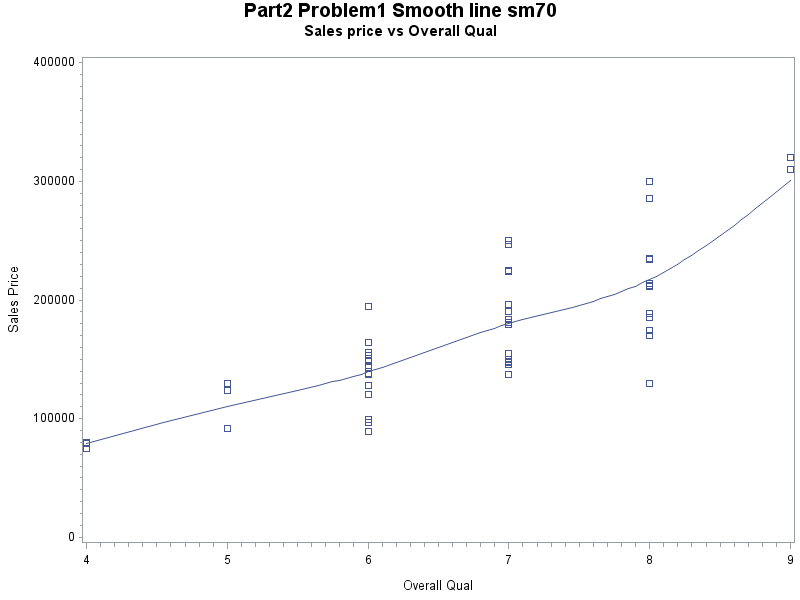 Part2 Problem1 Smooth line sm70
Sales price vs Overall Qual
400000
300000
200000
100000
0
Sales Price
4 5 6 7 8 9
Overall Qual